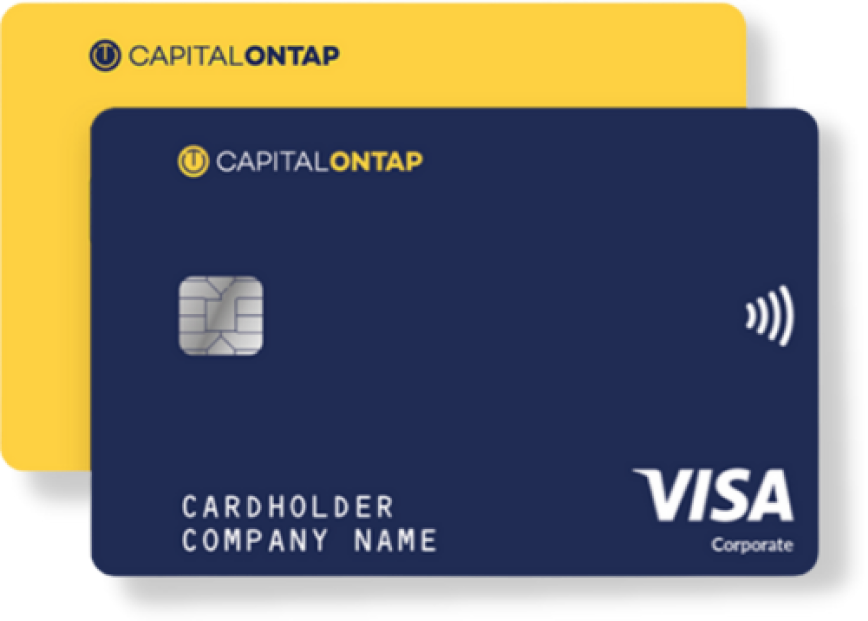 CAPITALONTAP
CAPITALONTAP
CARDHOLDER
COMPANY NAME
VISA
Corporate